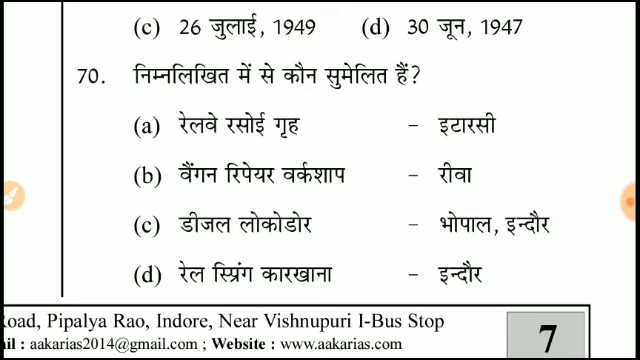 (c) 26 जुलाई, 1949 (d) 30 जून, 1947
70. निम्नलिखित में से कौन सुमेलित हैं?
(a) रेलवे रसोई गृह – इटारसी
(b) वैंगन रिपेयर वर्कशाप – रीवा
(c) डीजल लोकोडोर – भोपाल, इन्दौर
(d) रेल स्प्रिंग कारखाना – इन्दौर
Road, Pipalya Rao, Indore, Near Vishnupuri I-Bus Stop
ail : aakarias2014@gmail.com ; Website : www.aakarias.com
7